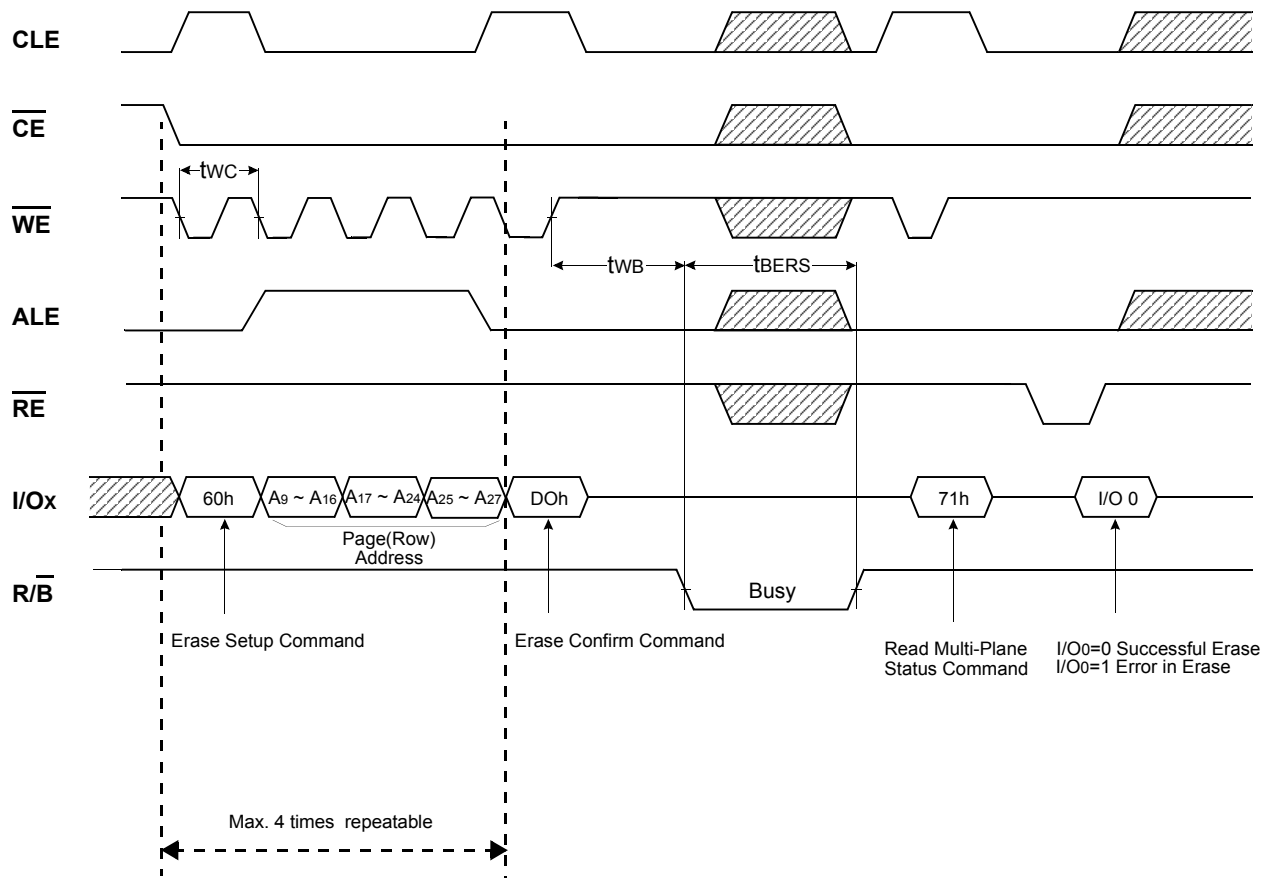 CLE
CE
tWC
WE
tWB
tBERS
ALE
RE
I/Ox
60h
A9 ~ A16
A17 ~ A24
A25 ~ A27
DOh
71h
I/O 0
Page(Row)
Address
R/B
Busy
Erase Setup Command
Erase Confirm Command
Read Multi-Plane
Status Command
I/O0=0 Successful Erase
I/O0=1 Error in Erase
Max. 4 times repeatable